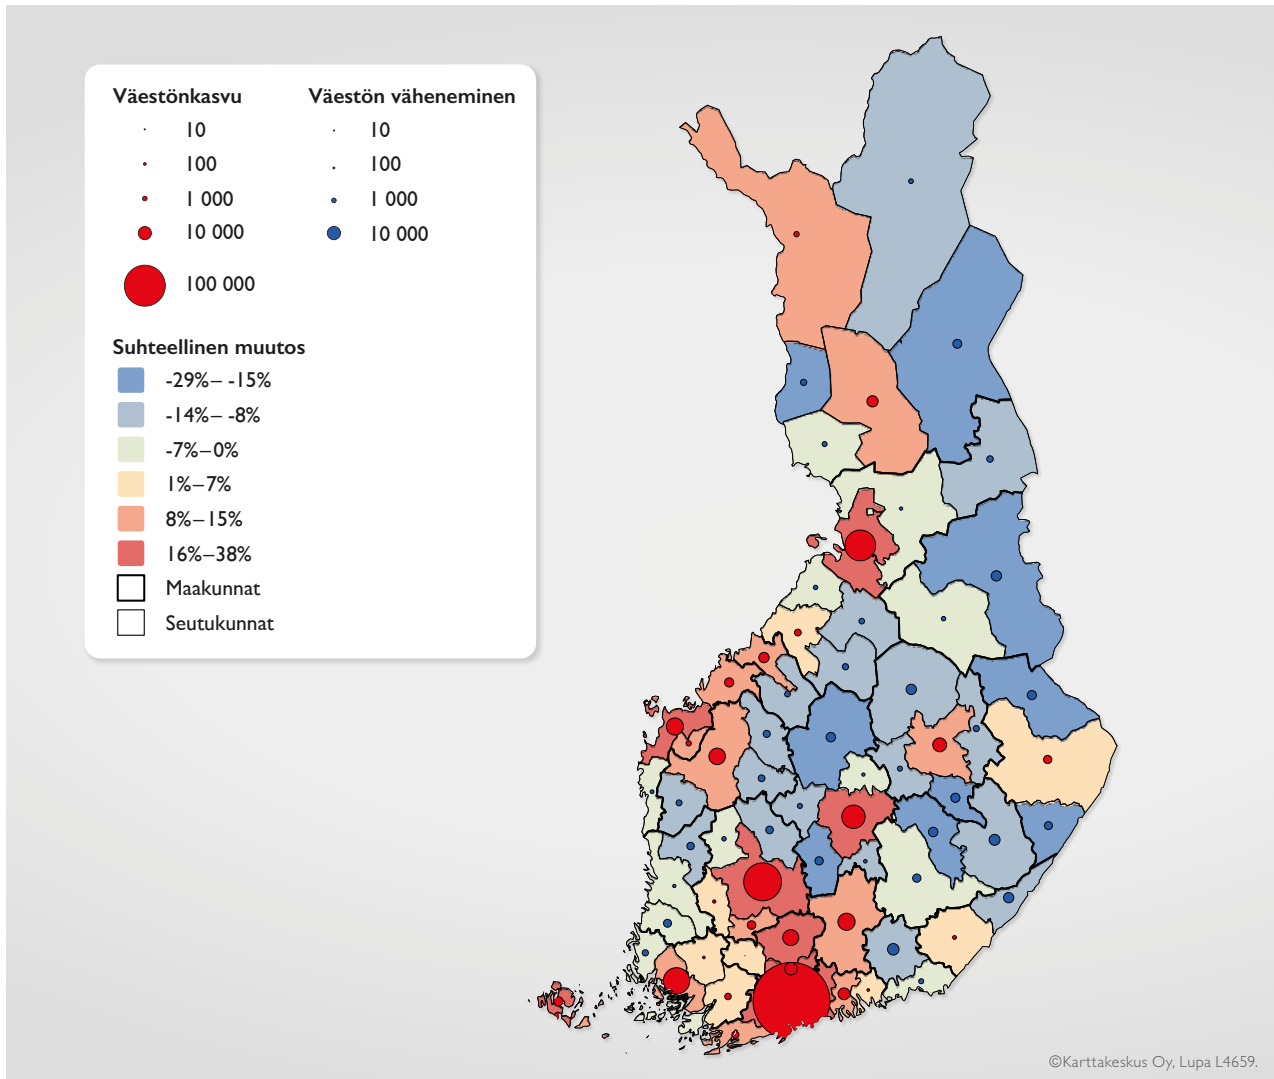 Väestönkasvu
10
100
1 000
10 000
100 000
Väestön väheneminen
10
100
1 000
10 000
Suhteellinen muutos
-29%– -15%
-14%– -8%
-7%–0%
1%–7%
8%–15%
16%–38%
Maakunnat
Seutukunnat
©Karttakeskus Oy, Lupa L4659.